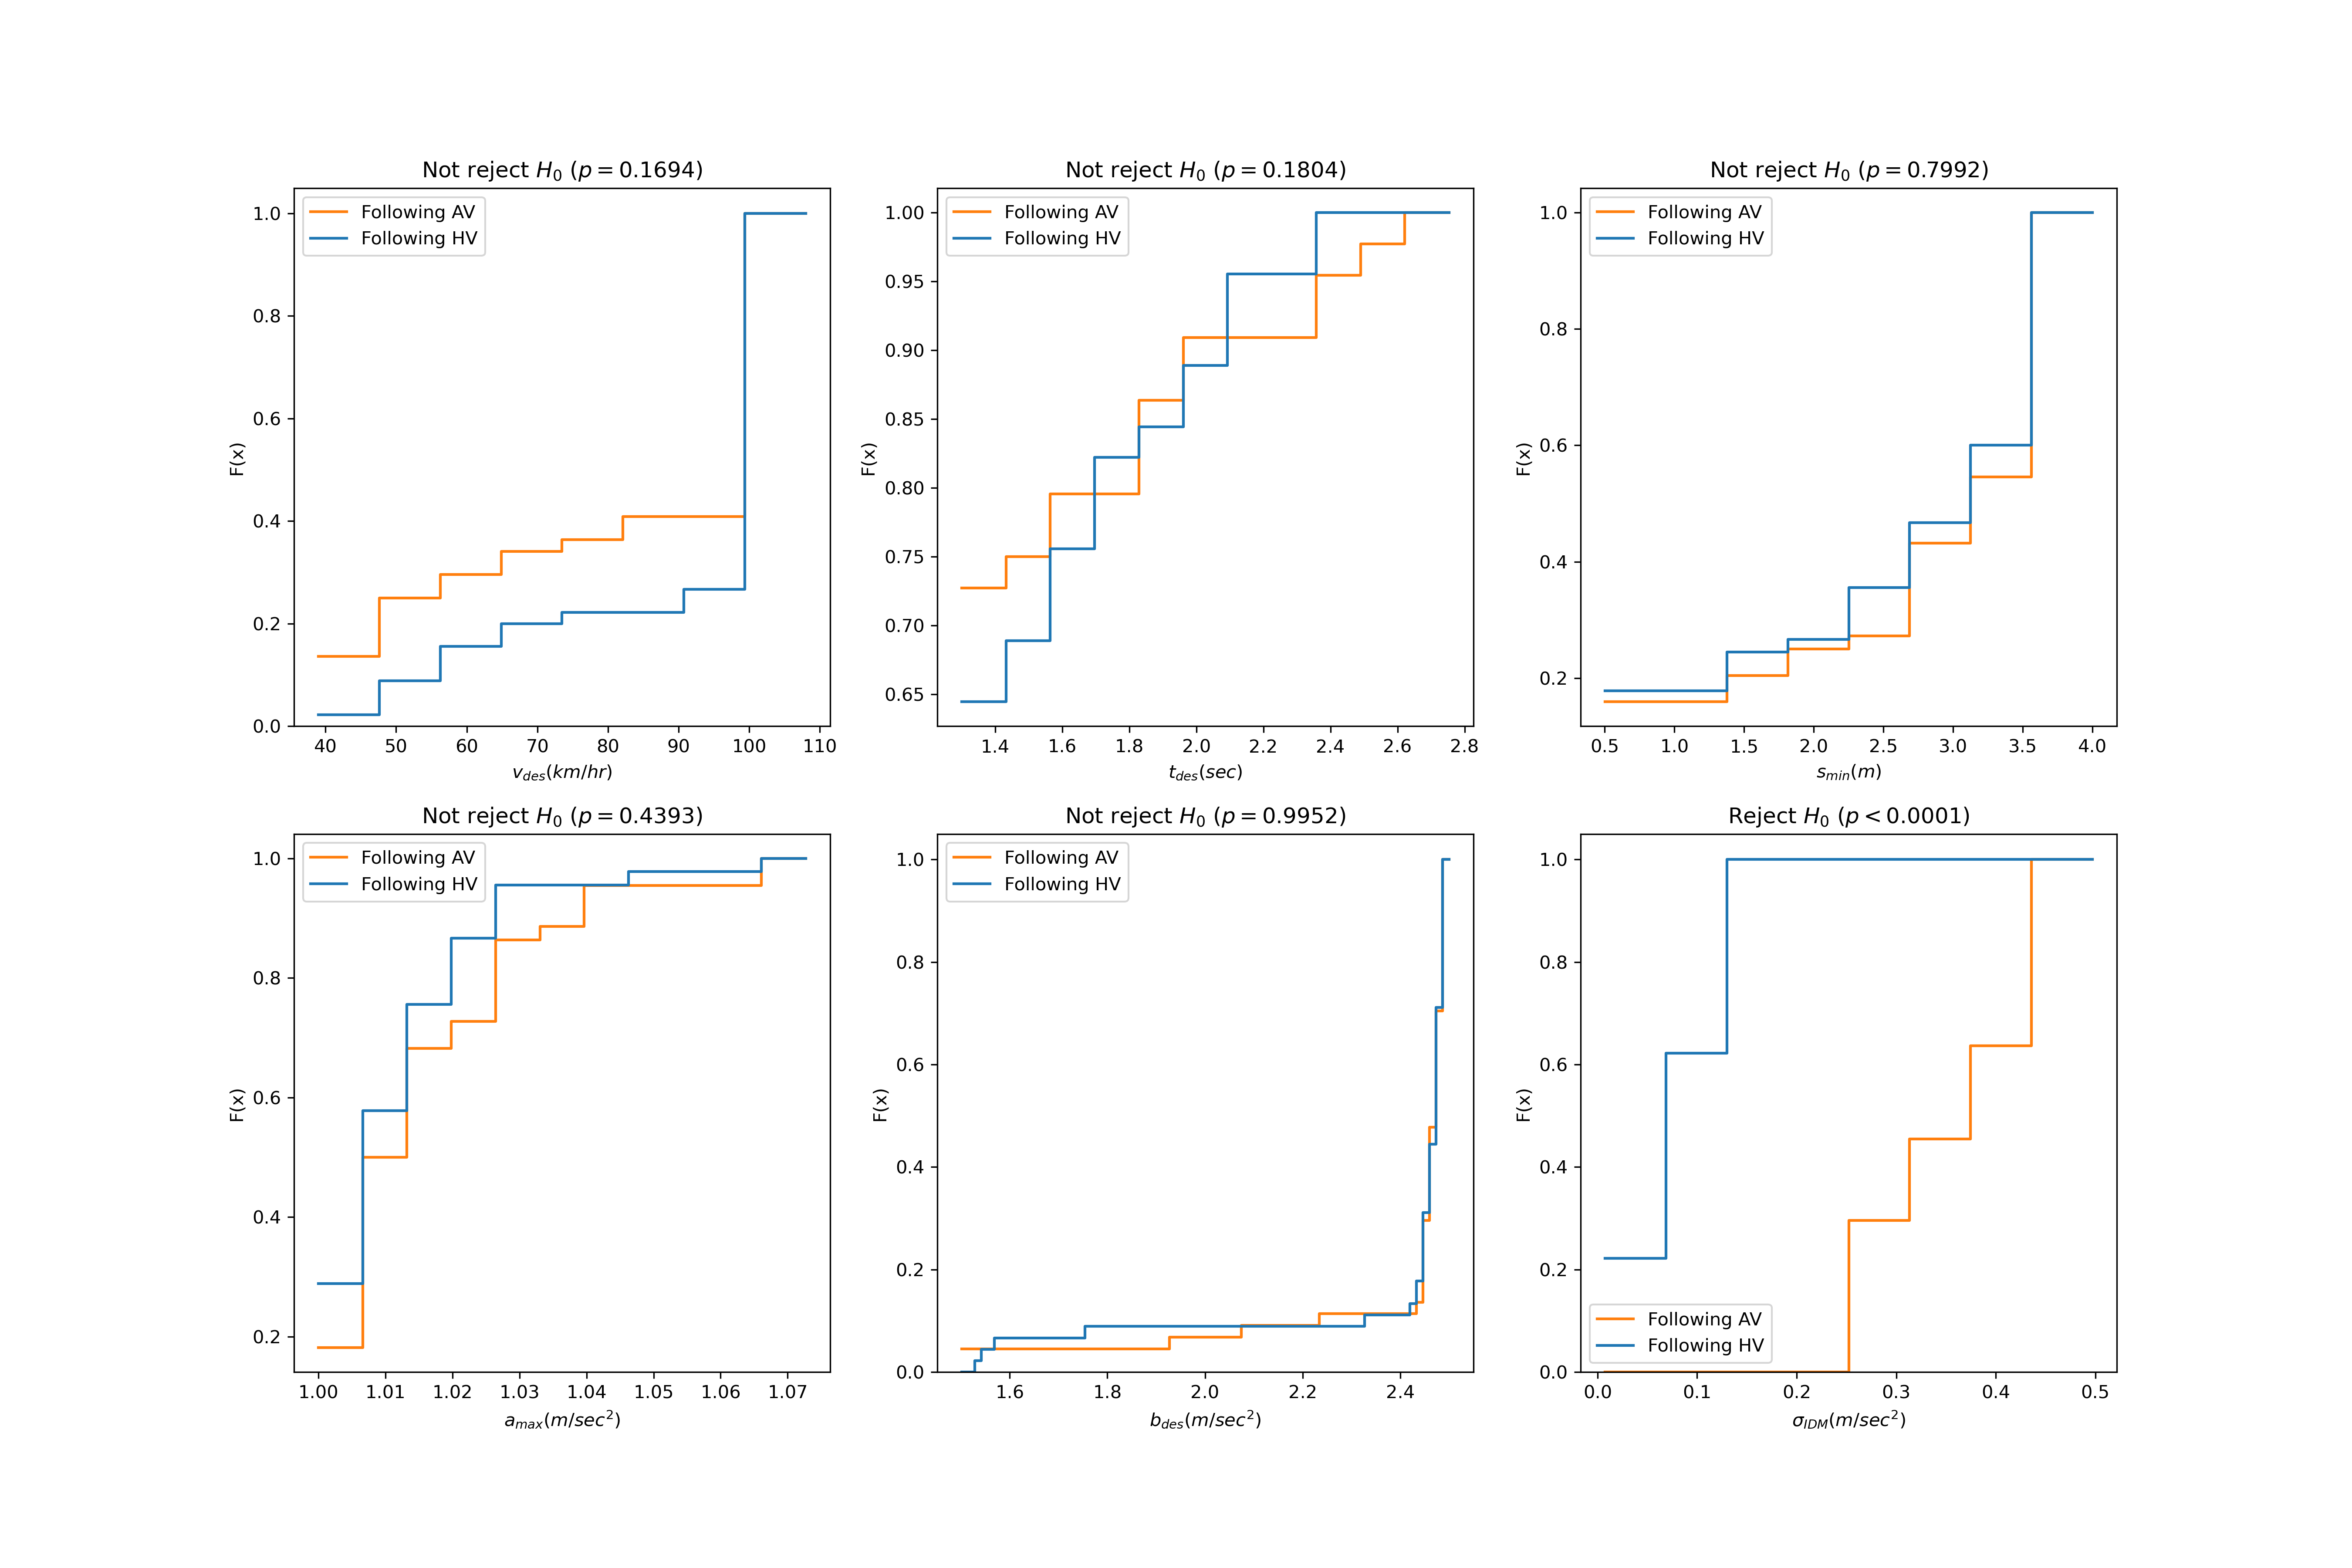 Not reject H₀ (p = 0.1694)
Following AV
Following HV
1.0
0.8
0.6
0.4
0.2
0.0
F(x)
40 50 60 70 80 90 100 110
v_des(km/hr)
Not reject H₀ (p = 0.1804)
Following AV
Following HV
1.00
0.95
0.90
0.85
0.80
0.75
0.70
0.65
F(x)
1.4 1.6 1.8 2.0 2.2 2.4 2.6 2.8
t_des(sec)
Not reject H₀ (p = 0.7992)
Following AV
Following HV
1.0
0.8
0.6
0.4
0.2
F(x)
0.5 1.0 1.5 2.0 2.5 3.0 3.5 4.0
s_min(m)
Not reject H₀ (p = 0.4393)
Following AV
Following HV
1.0
0.8
0.6
0.4
0.2
F(x)
1.00 1.01 1.02 1.03 1.04 1.05 1.06 1.07
a_max(m/sec²)
Not reject H₀ (p = 0.9952)
Following AV
Following HV
1.0
0.8
0.6
0.4
0.2
0.0
F(x)
1.6 1.8 2.0 2.2 2.4
b_des(m/sec²)
Reject H₀ (p < 0.0001)
1.0
0.8
0.6
0.4
0.2
0.0
F(x)
Following AV
Following HV
0.0 0.1 0.2 0.3 0.4 0.5
σ_IDM(m/sec²)